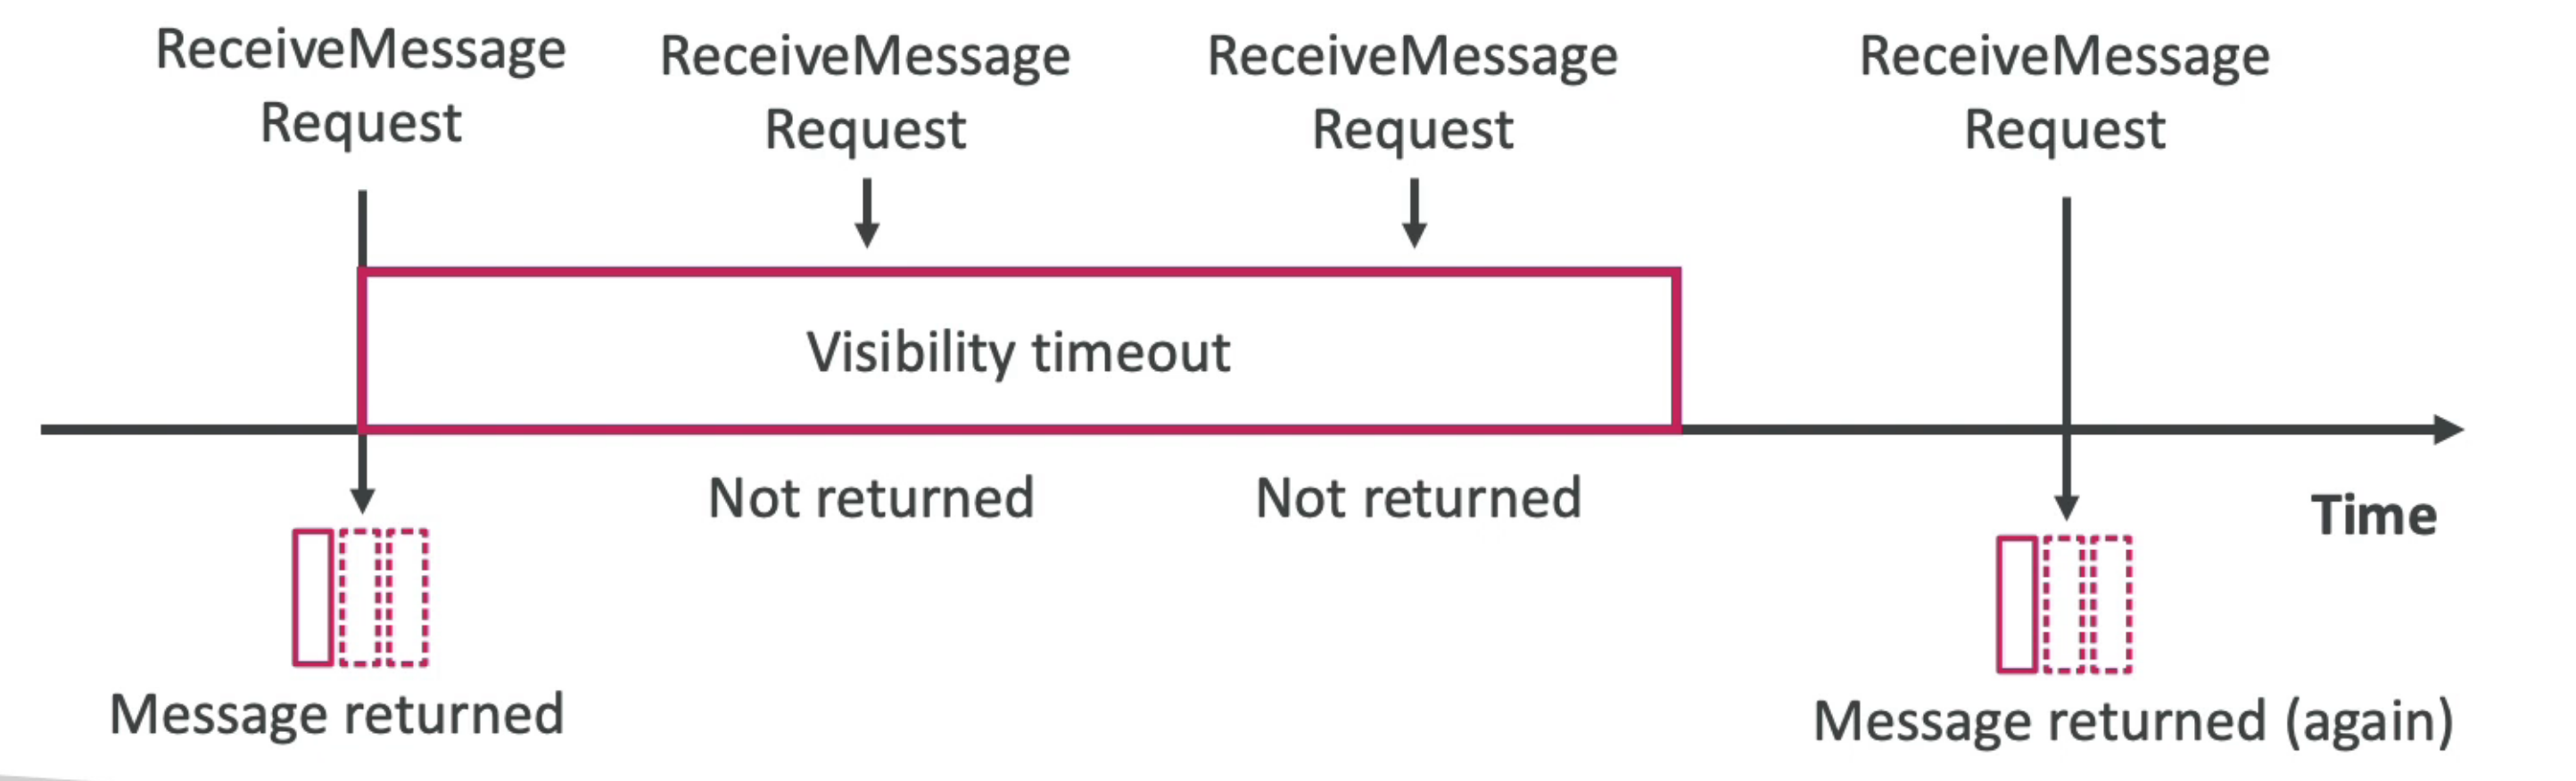 ReceiveMessage
Request
ReceiveMessage
Request
ReceiveMessage
Request
ReceiveMessage
Request
Visibility timeout
Not returned
Not returned
Time
Message returned
Message returned (again)